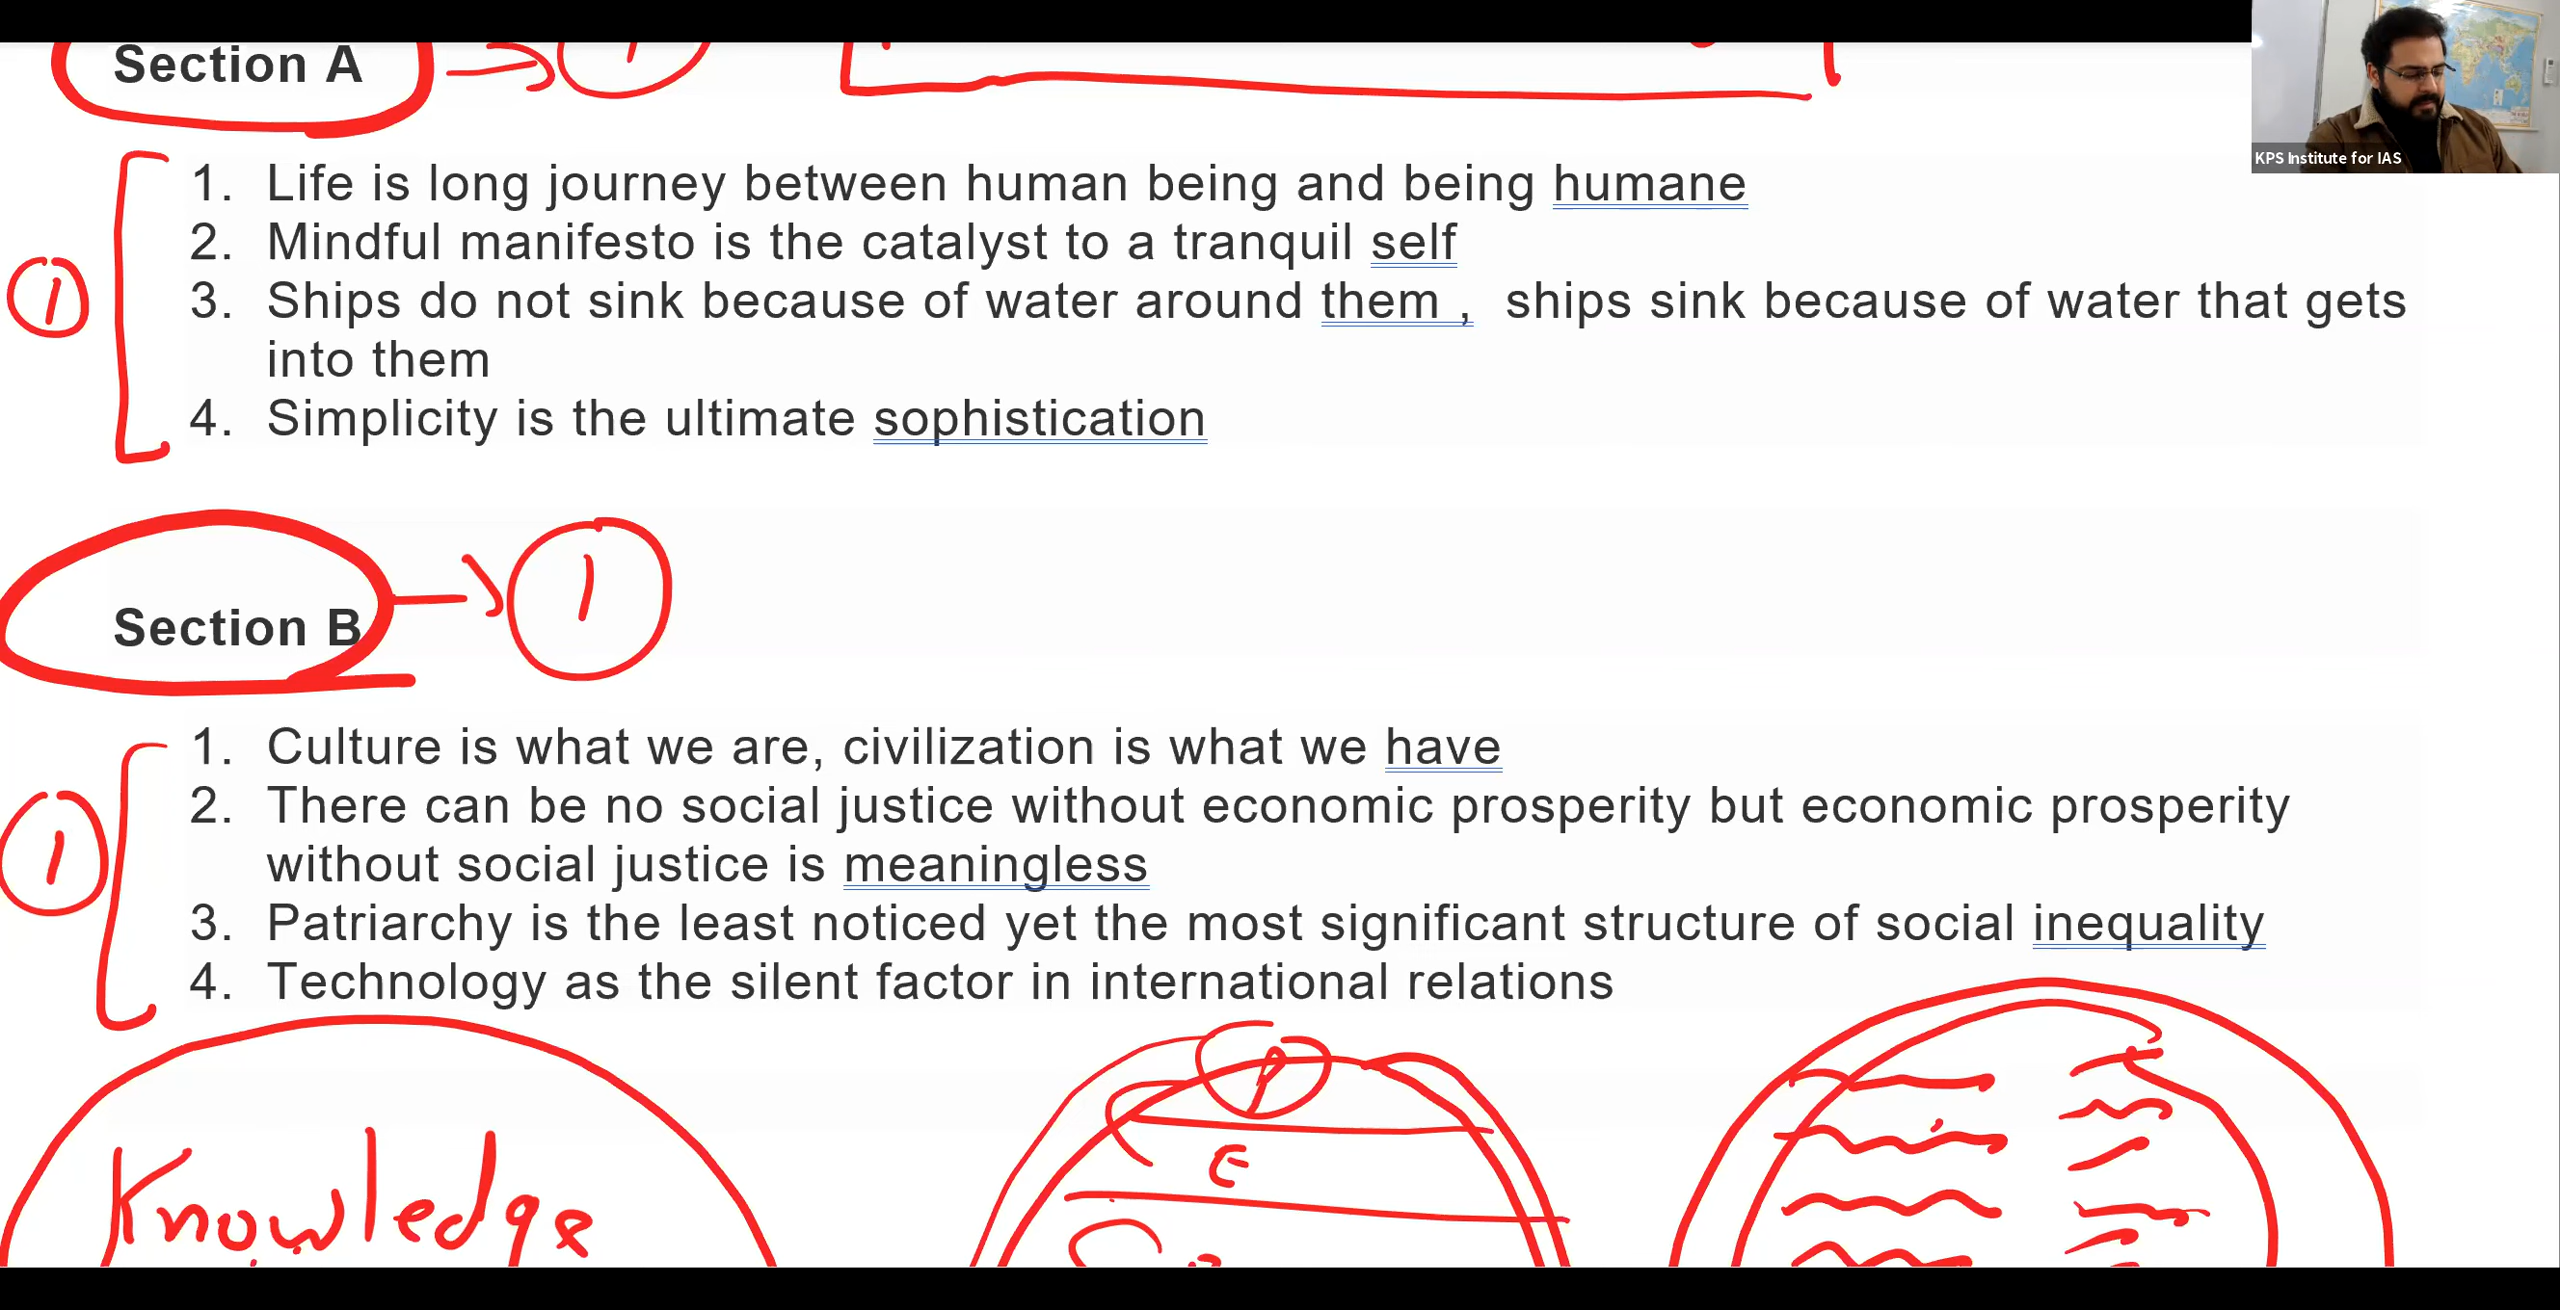 Section A
1
KPS Institute for IAS
1. Life is long journey between human being and being humane
2. Mindful manifesto is the catalyst to a tranquil self
1
3. Ships do not sink because of water around them , ships sink because of water that gets
into them
4. Simplicity is the ultimate sophistication
Section B
1
1. Culture is what we are, civilization is what we have
2. There can be no social justice without economic prosperity but economic prosperity
1
without social justice is meaningless
3. Patriarchy is the least noticed yet the most significant structure of social inequality
4. Technology as the silent factor in international relations
P
E
Knowledge